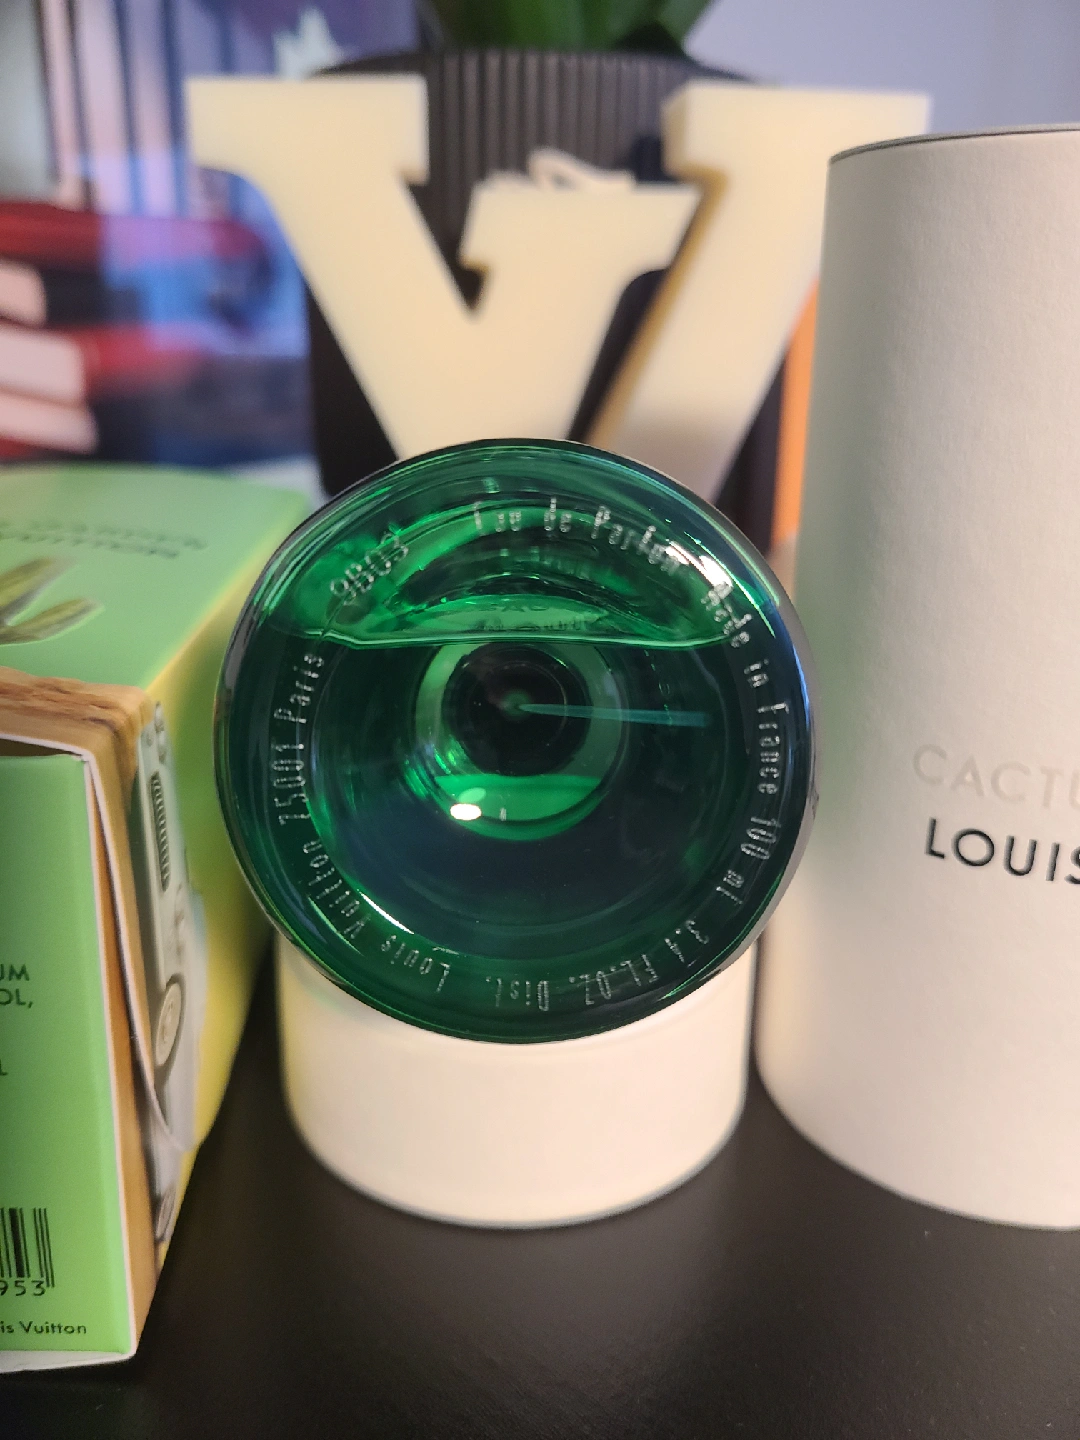 V
Eau de Parfum Made in France 100 ml 3.4 FL.OZ. Dist. Louis Vuitton 75001 Paris
9B03
CACTU
LOUIS
UM
OL,
L
953
is Vuitton